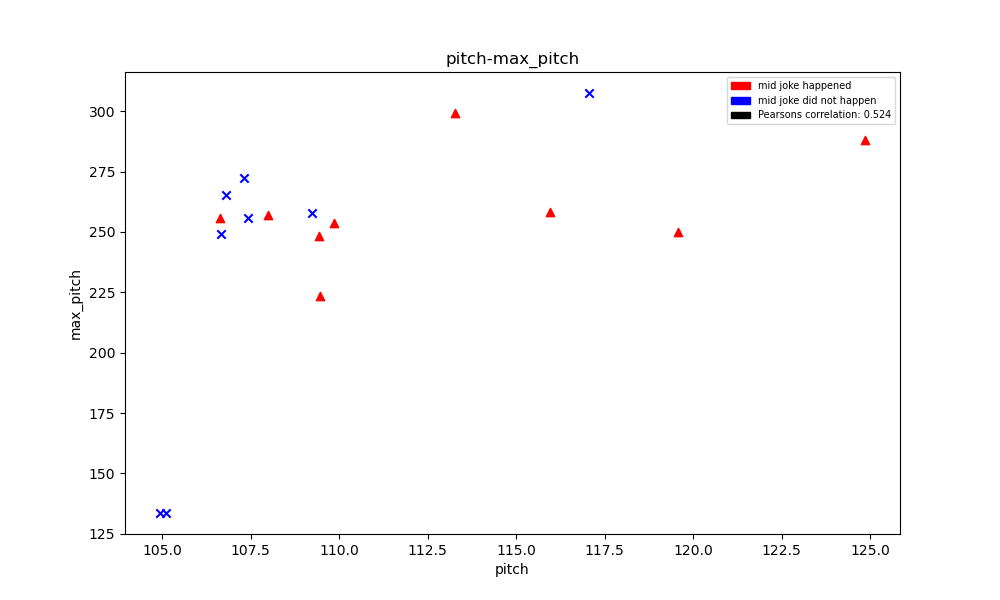 pitch-max_pitch
mid joke happened
mid joke did not happen
Pearsons correlation: 0.524
max_pitch
300
275
250
225
200
175
150
125
105.0 107.5 110.0 112.5 115.0 117.5 120.0 122.5 125.0
pitch